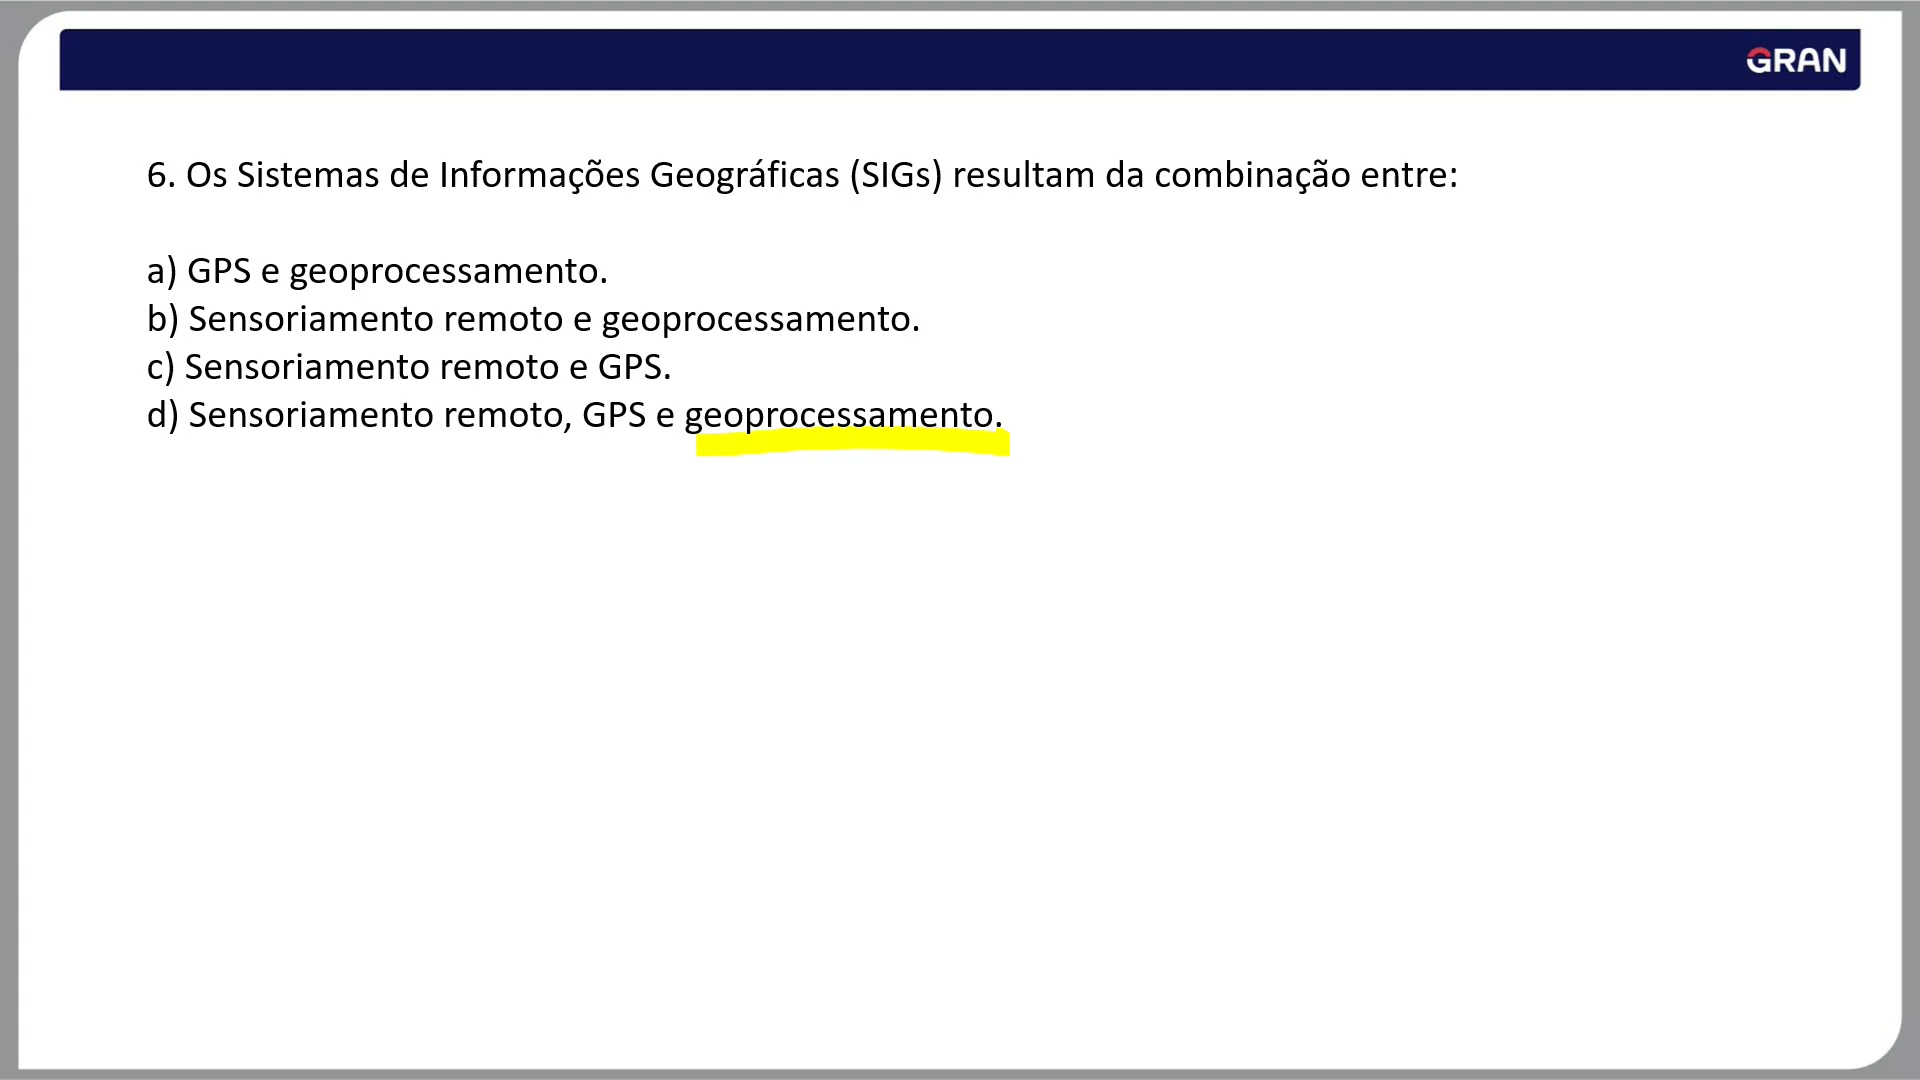 GRAN
6. Os Sistemas de Informações Geográficas (SIGs) resultam da combinação entre:
a) GPS e geoprocessamento.
b) Sensoriamento remoto e geoprocessamento.
c) Sensoriamento remoto e GPS.
d) Sensoriamento remoto, GPS e geoprocessamento.